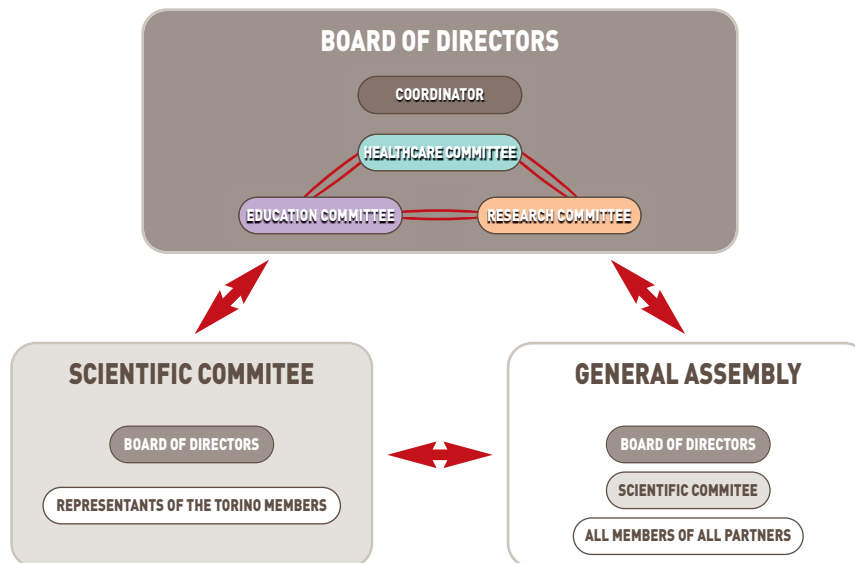 BOARD OF DIRECTORS
COORDINATOR
HEALTHCARE COMMITTEE
EDUCATION COMMITTEE
RESEARCH COMMITTEE
SCIENTIFIC COMMITEE
BOARD OF DIRECTORS
REPRESENTANTS OF THE TORINO MEMBERS
GENERAL ASSEMBLY
BOARD OF DIRECTORS
SCIENTIFIC COMMITEE
ALL MEMBERS OF ALL PARTNERS